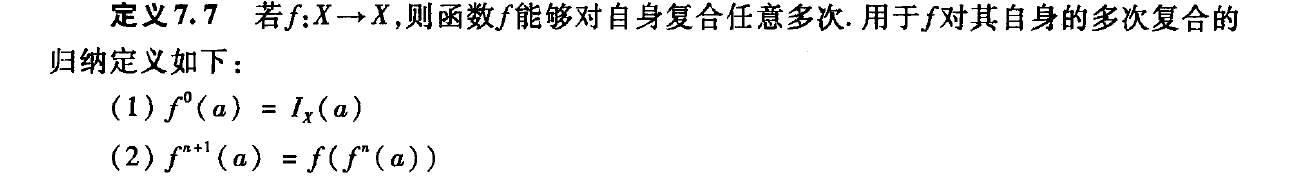 定义7.7 若f:X→X,则函数f能够对自身复合任意多次.用于f对其自身的多次复合的
归纳定义如下:
(1) f⁰(a) = I_X(a)
(2) fⁿ⁺¹(a) = f(fⁿ(a))